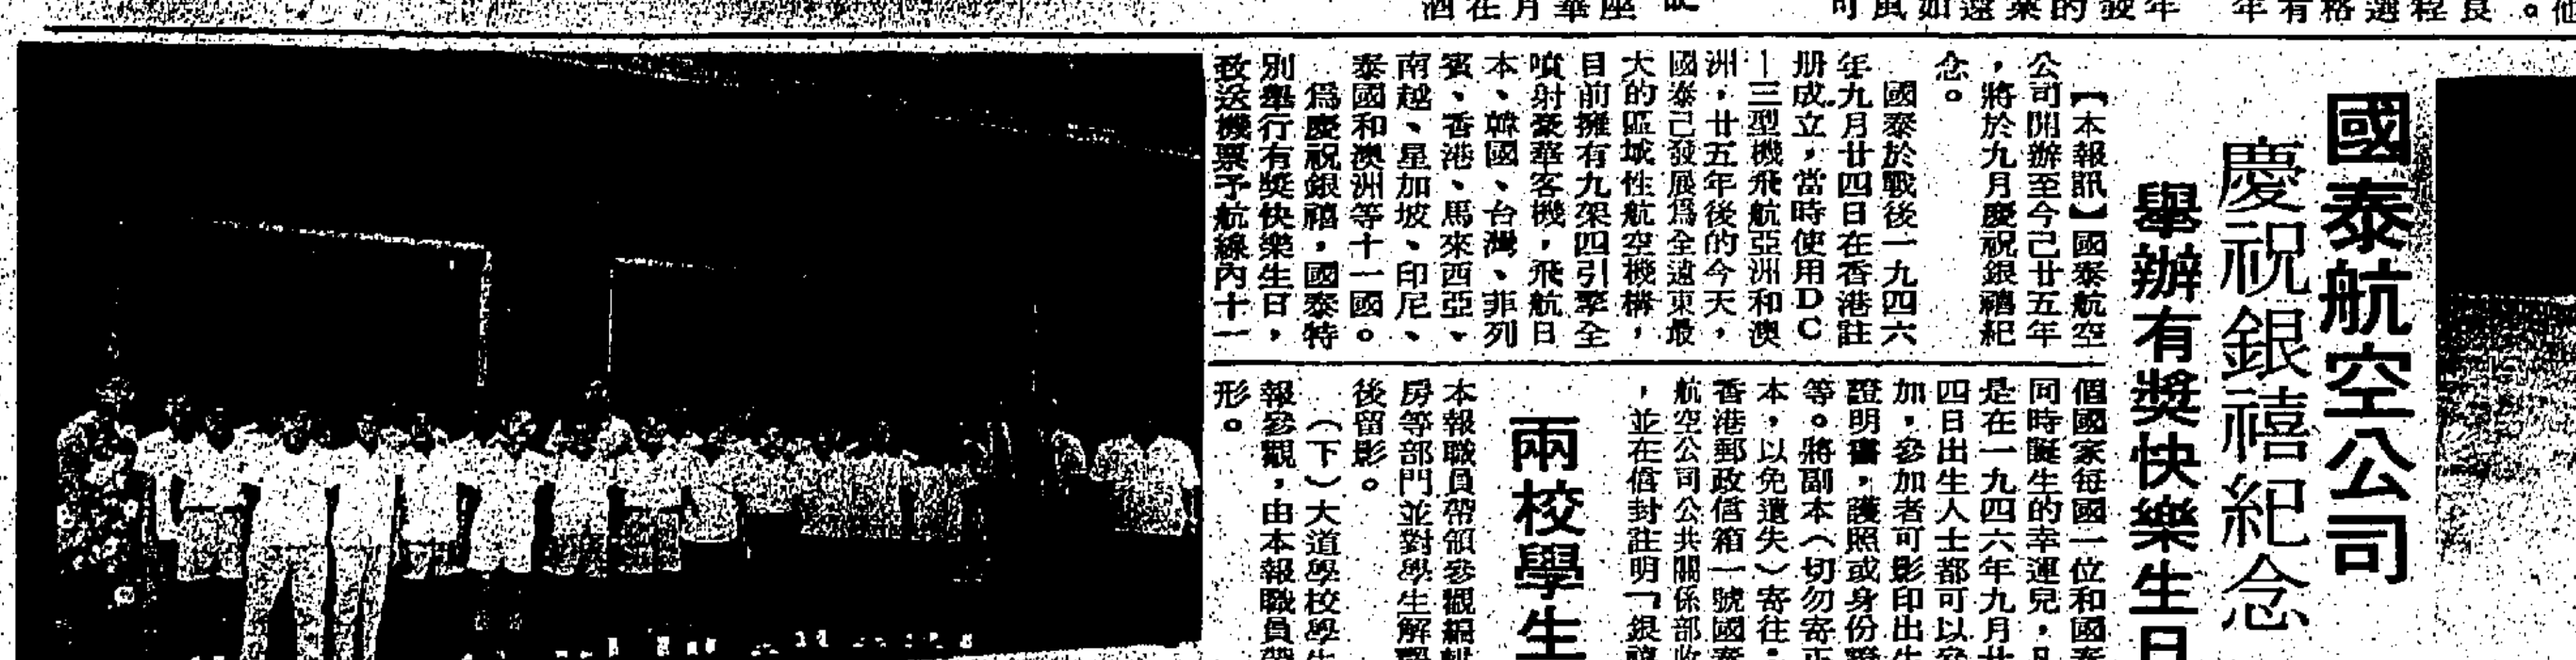 國泰航空公司
慶祝銀禧紀念
舉辦有獎快樂生日
【本報訊】國泰航空
公司開辦至今己廿五年
，將於九月慶祝銀禧紀
念。
國泰於戰後一九四六
年九月廿四日在香港註
册成立，當時使用DC
—三型機飛航亞洲和澳
洲，廿五年後的今天，
國泰己發展爲全遠東最
大的區域性航空機構，
目前擁有九架四引擎全
噴射豪華客機，飛航日
本、韓國、台灣、菲列
賓、香港、馬來西亞、
南越、星加坡、印尼、
泰國和澳洲等十一國。
爲慶祝銀禧，國泰特
別舉行有獎快樂生日，
致送機票予航線內十一
個國家每國一位和國泰
同時誕生的幸運兒，凡
是在一九四六年九月廿
四日出生人士都可以參
加，參加者可影印出生
證明書，護照或身份證
等。將副本（切勿寄正
本，以免遺失）寄往：
香港郵政信箱一號國泰
航空公司公共關係部收
，並在信封註明「銀禧
兩校學生
本報職員帶領參觀編輯
房等部門並對學生解釋
後留影。
（下）大道學校學生
報參觀，由本報職員帶
形。